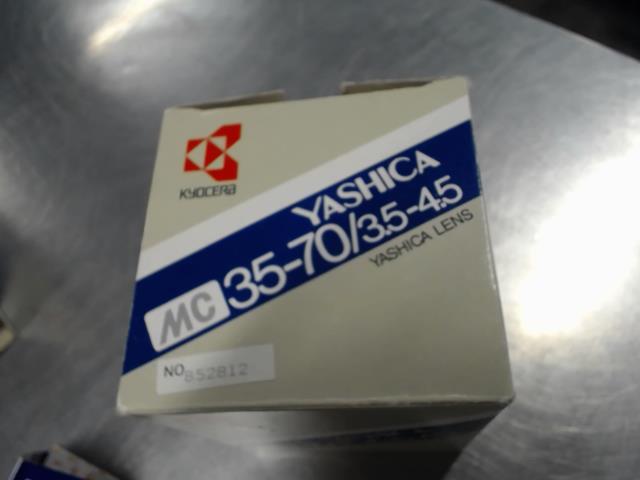 KYOCERA
YASHICA
MC 35-70/3.5-4.5
YASHICA LENS
NO 852812